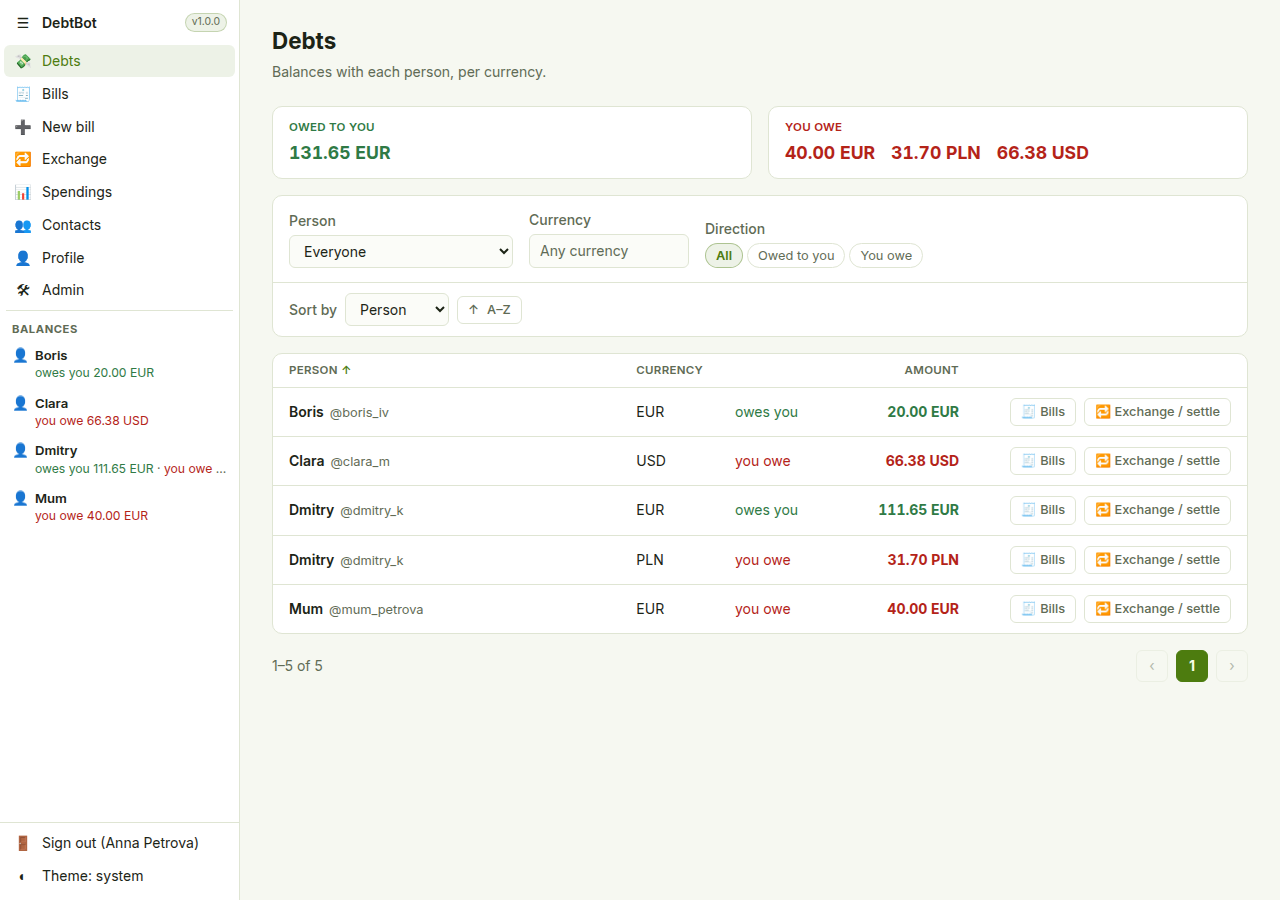 ☰ DebtBot v1.0.0
💸 Debts
🧾 Bills
➕ New bill
🔁 Exchange
📊 Spendings
👥 Contacts
👤 Profile
🛠 Admin
BALANCES
👤 Boris
owes you 20.00 EUR
👤 Clara
you owe 66.38 USD
👤 Dmitry
owes you 111.65 EUR · you owe ...
👤 Mum
you owe 40.00 EUR
🚪 Sign out (Anna Petrova)
Theme: system
Debts
Balances with each person, per currency.
OWED TO YOU
131.65 EUR
YOU OWE
40.00 EUR 31.70 PLN 66.38 USD
Person
Everyone
Currency
Any currency
Direction
All Owed to you You owe
Sort by Person ↑ A–Z
PERSON ↑ CURRENCY AMOUNT
Boris @boris_iv EUR owes you 20.00 EUR 🧾 Bills 🔁 Exchange / settle
Clara @clara_m USD you owe 66.38 USD 🧾 Bills 🔁 Exchange / settle
Dmitry @dmitry_k EUR owes you 111.65 EUR 🧾 Bills 🔁 Exchange / settle
Dmitry @dmitry_k PLN you owe 31.70 PLN 🧾 Bills 🔁 Exchange / settle
Mum @mum_petrova EUR you owe 40.00 EUR 🧾 Bills 🔁 Exchange / settle
1–5 of 5 ‹ 1 ›